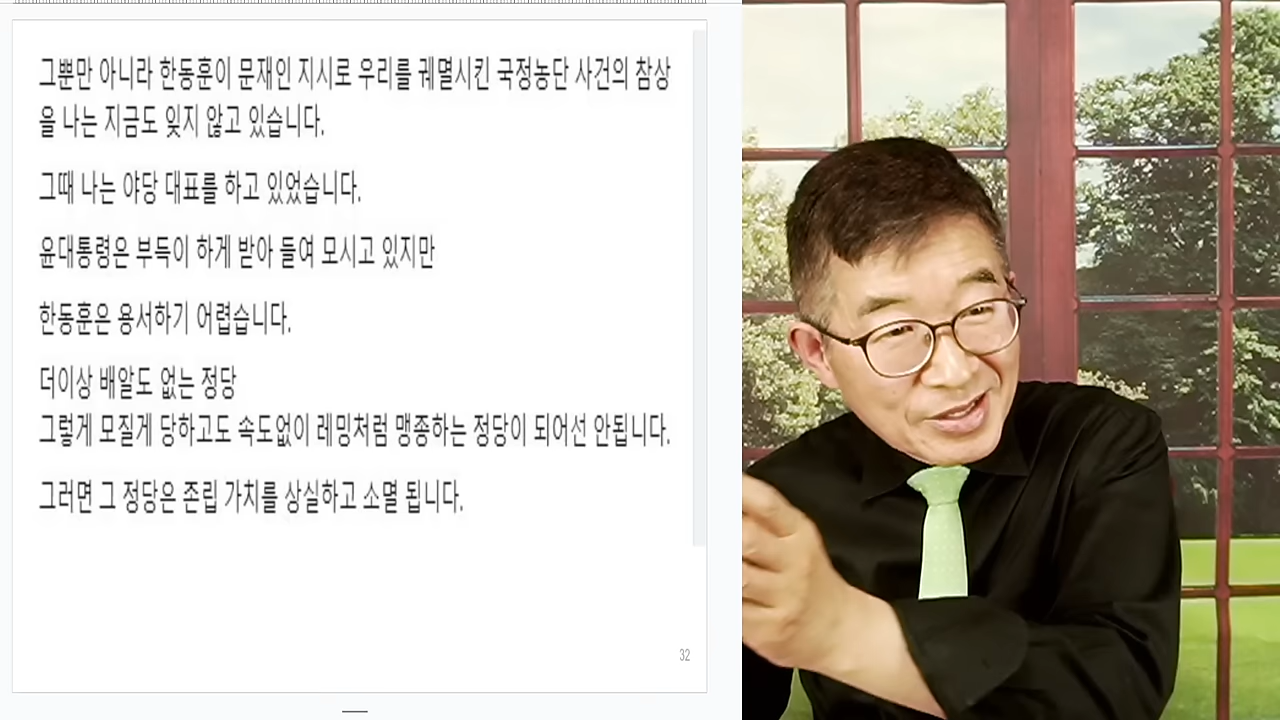 그뿐만 아니라 한동훈이 문재인 지시로 우리를 궤멸시킨 국정농단 사건의 참상
을 나는 지금도 잊지 않고 있습니다.
그때 나는 야당 대표를 하고 있었습니다.
윤대통령은 부득이 하게 받아 들여 모시고 있지만
한동훈은 용서하기 어렵습니다.
더이상 배알도 없는 정당
그렇게 모질게 당하고도 속도없이 레밍처럼 맹종하는 정당이 되어선 안됩니다.
그러면 그 정당은 존립 가치를 상실하고 소멸 됩니다.
32